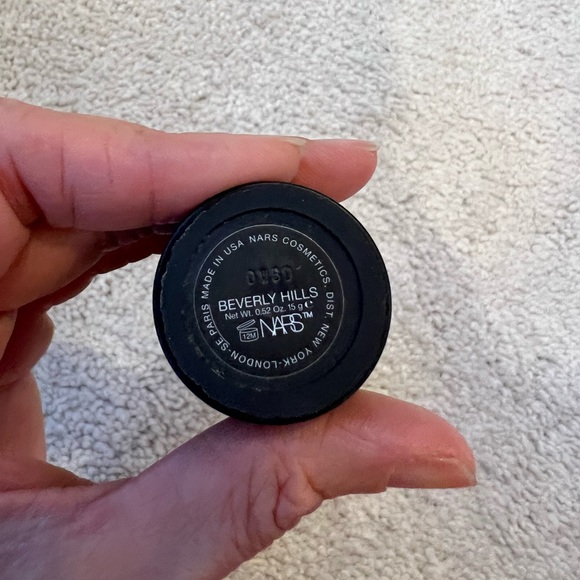 MADE IN USA NARS COSMETICS, DIST. NEW YORK-LONDON-SE PARIS
BEVERLY HILLS
Net Wt. 0.52 Oz. 15 g ℮
12M NARS™